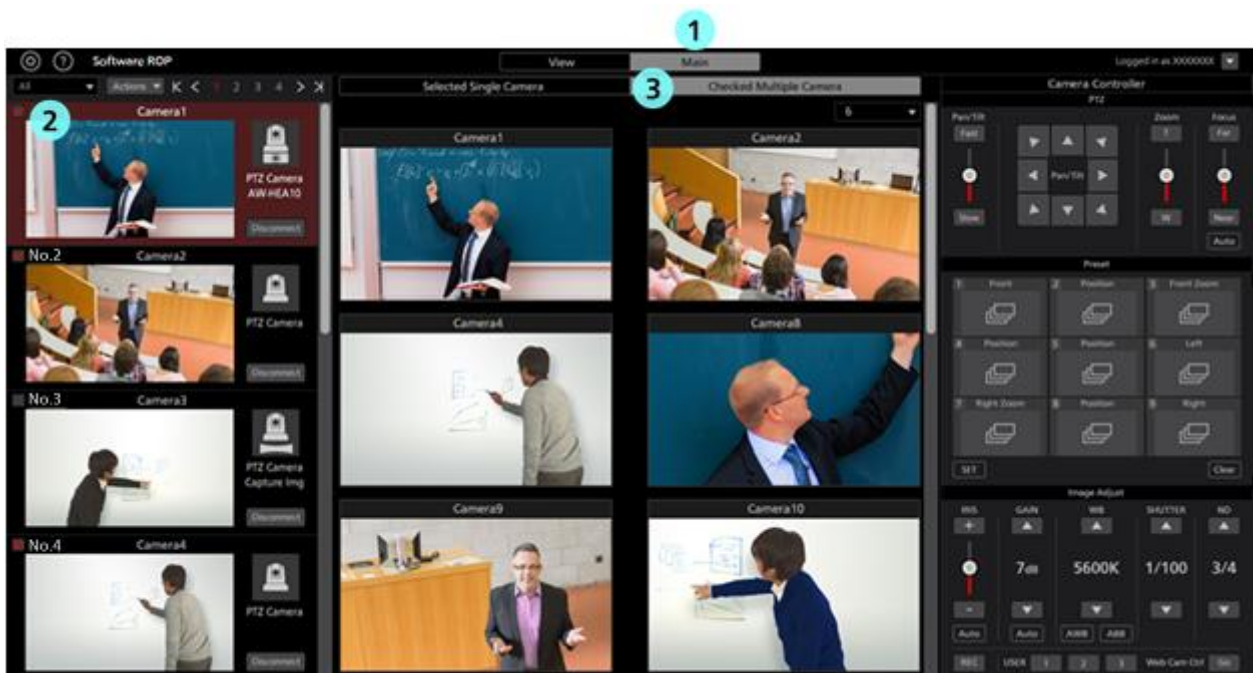 1
Software RDP
View
Main
Logged in as XXXXXXX
All
Actions
1 2 3 4
Selected Single Camera
3
Checked Multiple Camera
6
2
Camera1
PTZ Camera
AW-HEA10
Disconnect
No.2
Camera2
PTZ Camera
Disconnect
No.3
Camera3
PTZ Camera
Capture Img
Disconnect
No.4
Camera4
PTZ Camera
Disconnect
Camera1
Camera2
Camera4
Camera8
Camera9
Camera10
Camera Controller
PTZ
Pan/Tilt
Zoom
Focus
Fast
T
Far
Pan/Tilt
Slow
W
Near
Auto
Preset
1 Front
2 Position
3 Front Zoom
4 Position
5 Position
6 Left
7 Right Zoom
8 Position
9 Right
SET
Clear
Image Adjust
IRIS GAIN WB SHUTTER ND
7dB 5600K 1/100 3/4
Auto Auto AWB ABB
REC USER 1 2 3 Web Cam Ctrl Go